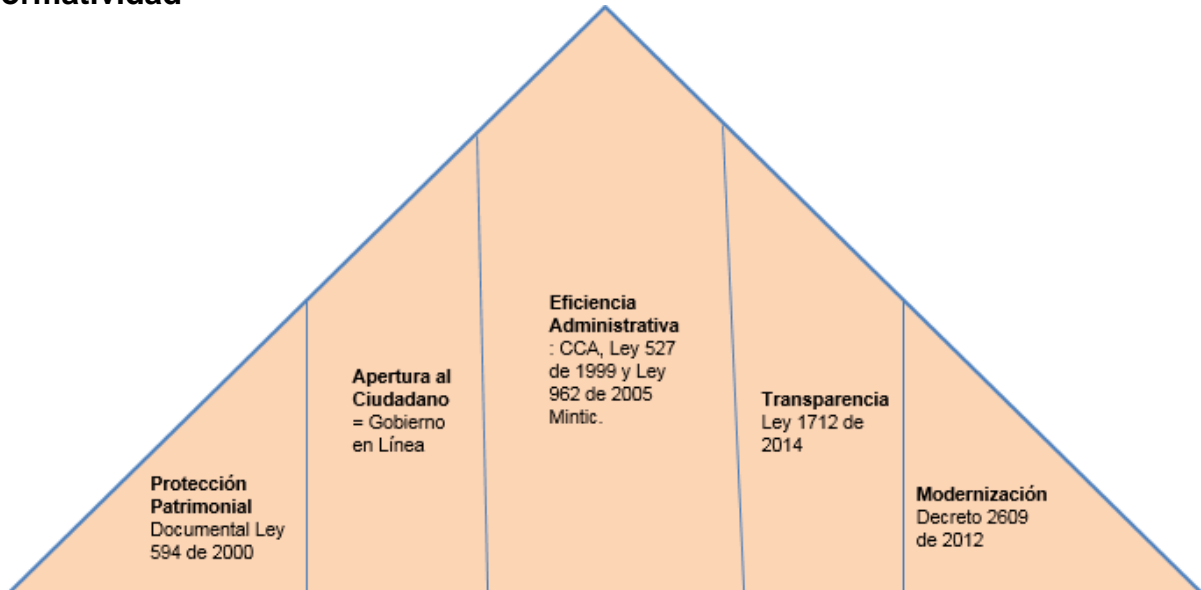 ormatividad
Protección
Patrimonial
Documental Ley
594 de 2000
Apertura al
Ciudadano
= Gobierno
en Línea
Eficiencia
Administrativa
: CCA, Ley 527
de 1999 y Ley
962 de 2005
Mintic.
Transparencia
Ley 1712 de
2014
Modernización
Decreto 2609
de 2012